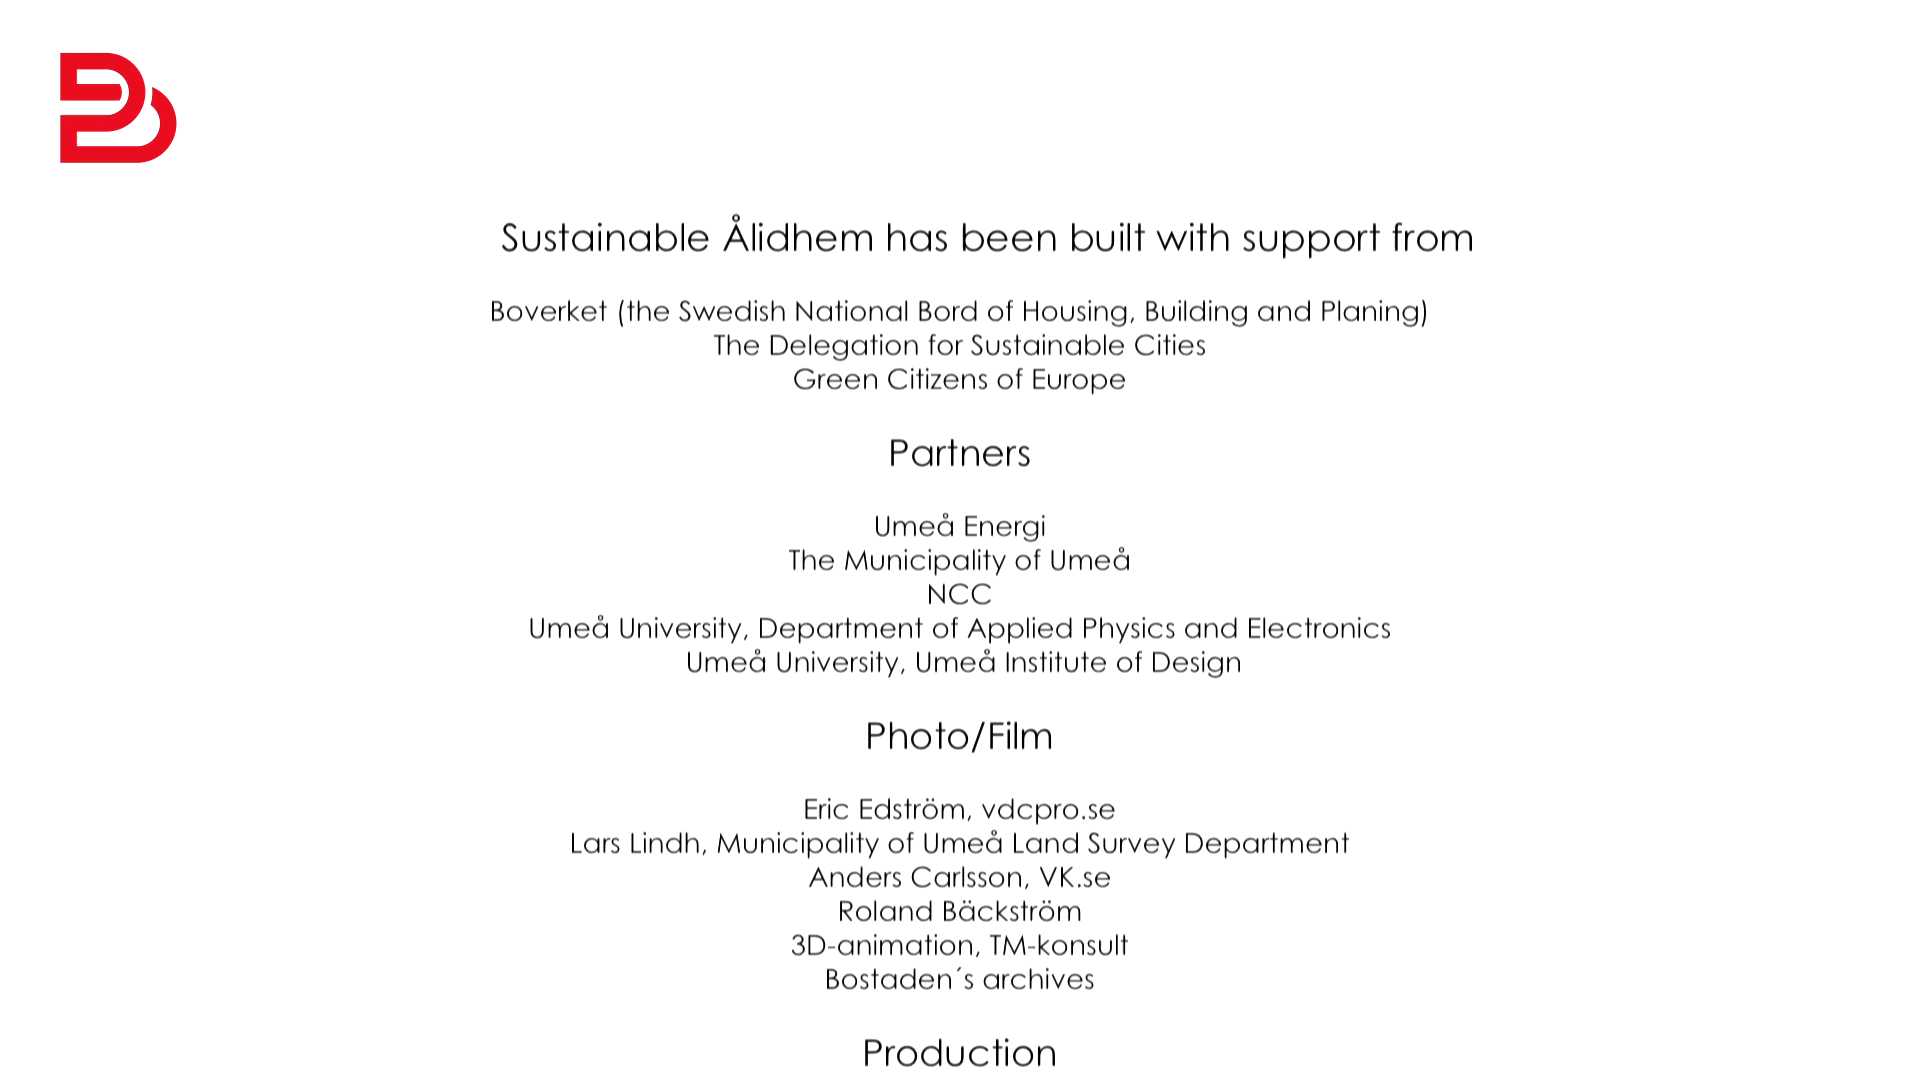 Sustainable Ålidhem has been built with support from
Boverket (the Swedish National Bord of Housing, Building and Planing)
The Delegation for Sustainable Cities
Green Citizens of Europe
Partners
Umeå Energi
The Municipality of Umeå
NCC
Umeå University, Department of Applied Physics and Electronics
Umeå University, Umeå Institute of Design
Photo/Film
Eric Edström, vdcpro.se
Lars Lindh, Municipality of Umeå Land Survey Department
Anders Carlsson, VK.se
Roland Bäckström
3D-animation, TM-konsult
Bostaden´s archives
Production